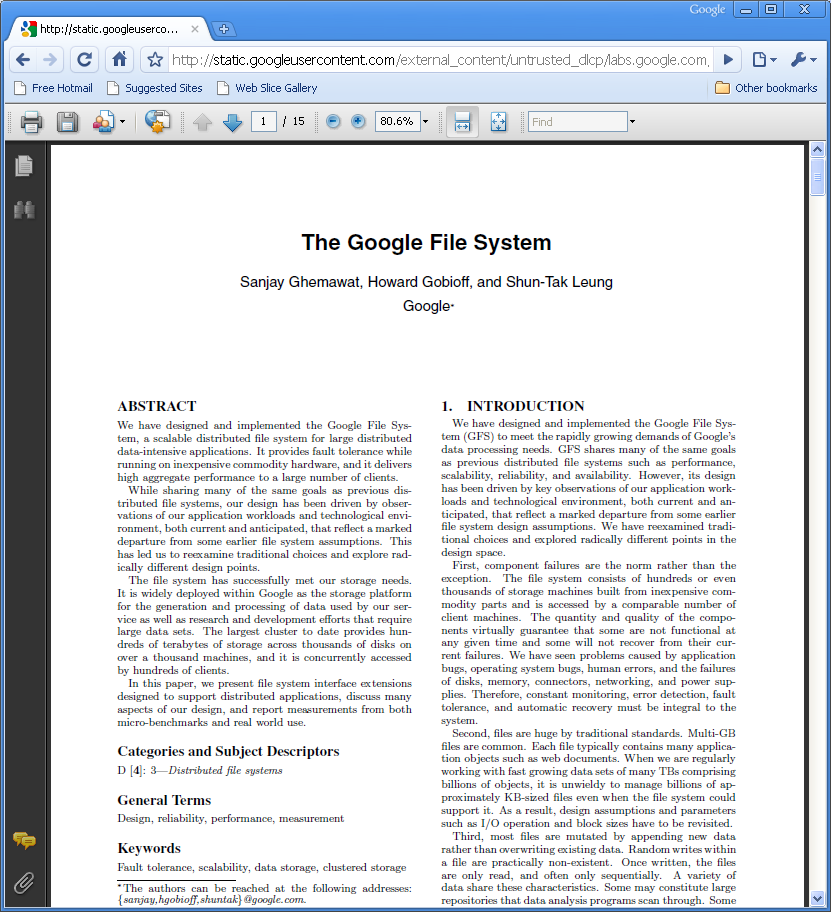 Google
http://static.googleuserco...
http://static.googleusercontent.com/external_content/untrusted_dlcp/labs.google.com
Free Hotmail
Suggested Sites
Web Slice Gallery
Other bookmarks
1 / 15
80.6%
Find
The Google File System
Sanjay Ghemawat, Howard Gobioff, and Shun-Tak Leung
Google*
ABSTRACT
We have designed and implemented the Google File Sys-
tem, a scalable distributed file system for large distributed
data-intensive applications. It provides fault tolerance while
running on inexpensive commodity hardware, and it delivers
high aggregate performance to a large number of clients.
While sharing many of the same goals as previous dis-
tributed file systems, our design has been driven by obser-
vations of our application workloads and technological envi-
ronment, both current and anticipated, that reflect a marked
departure from some earlier file system assumptions. This
has led us to reexamine traditional choices and explore rad-
ically different design points.
The file system has successfully met our storage needs.
It is widely deployed within Google as the storage platform
for the generation and processing of data used by our ser-
vice as well as research and development efforts that require
large data sets. The largest cluster to date provides hun-
dreds of terabytes of storage across thousands of disks on
over a thousand machines, and it is concurrently accessed
by hundreds of clients.
In this paper, we present file system interface extensions
designed to support distributed applications, discuss many
aspects of our design, and report measurements from both
micro-benchmarks and real world use.
Categories and Subject Descriptors
D [4]: 3—Distributed file systems
General Terms
Design, reliability, performance, measurement
Keywords
Fault tolerance, scalability, data storage, clustered storage
*The authors can be reached at the following addresses:
{sanjay,hgobioff,shuntak}@google.com.
1. INTRODUCTION
We have designed and implemented the Google File Sys-
tem (GFS) to meet the rapidly growing demands of Google's
data processing needs. GFS shares many of the same goals
as previous distributed file systems such as performance,
scalability, reliability, and availability. However, its design
has been driven by key observations of our application work-
loads and technological environment, both current and an-
ticipated, that reflect a marked departure from some earlier
file system design assumptions. We have reexamined tradi-
tional choices and explored radically different points in the
design space.
First, component failures are the norm rather than the
exception. The file system consists of hundreds or even
thousands of storage machines built from inexpensive com-
modity parts and is accessed by a comparable number of
client machines. The quantity and quality of the compo-
nents virtually guarantee that some are not functional at
any given time and some will not recover from their cur-
rent failures. We have seen problems caused by application
bugs, operating system bugs, human errors, and the failures
of disks, memory, connectors, networking, and power sup-
plies. Therefore, constant monitoring, error detection, fault
tolerance, and automatic recovery must be integral to the
system.
Second, files are huge by traditional standards. Multi-GB
files are common. Each file typically contains many applica-
tion objects such as web documents. When we are regularly
working with fast growing data sets of many TBs comprising
billions of objects, it is unwieldy to manage billions of ap-
proximately KB-sized files even when the file system could
support it. As a result, design assumptions and parameters
such as I/O operation and block sizes have to be revisited.
Third, most files are mutated by appending new data
rather than overwriting existing data. Random writes within
a file are practically non-existent. Once written, the files
are only read, and often only sequentially. A variety of
data share these characteristics. Some may constitute large
repositories that data analysis programs scan through. Some